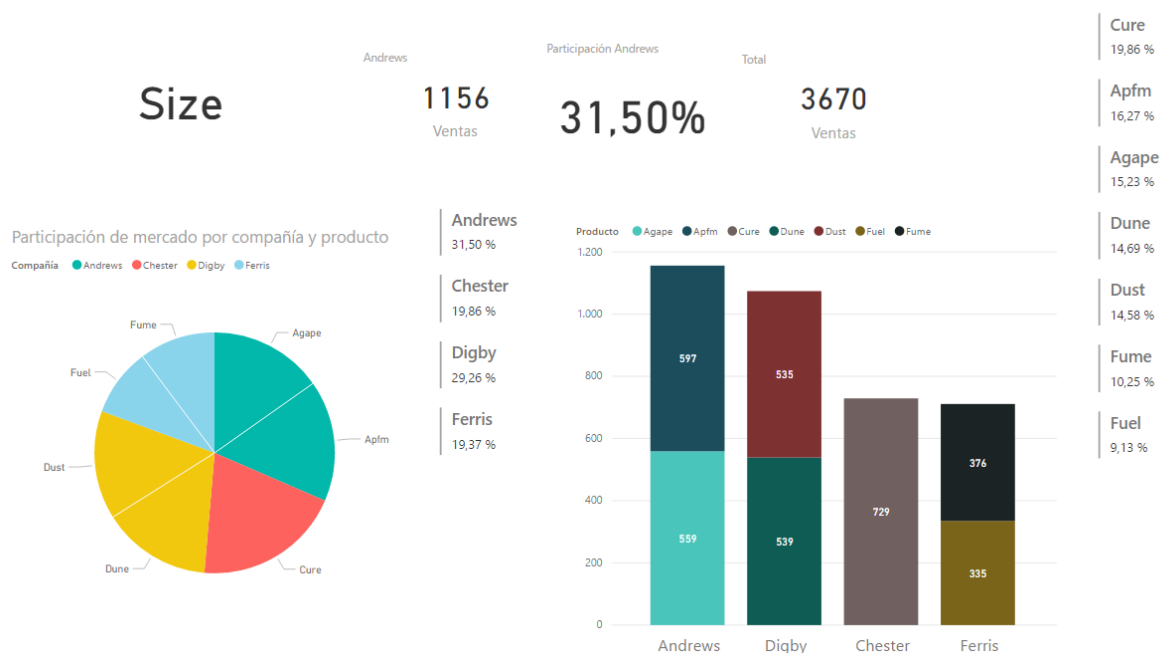 Size
Andrews
1156
Ventas
Participación Andrews
31,50%
Total
3670
Ventas
Cure
19,86 %
Apfm
16,27 %
Agape
15,23 %
Dune
14,69 %
Dust
14,58 %
Fume
10,25 %
Fuel
9,13 %
Participación de mercado por compañía y producto
Compañía Andrews Chester Digby Ferris
Fume
Agape
Fuel
Apfm
Dust
Dune
Cure
Andrews
31,50 %
Chester
19,86 %
Digby
29,26 %
Ferris
19,37 %
Producto Agape Apfm Cure Dune Dust Fuel Fume
1.200
1.000
800
600
400
200
0
597
559
535
539
729
376
335
Andrews Digby Chester Ferris